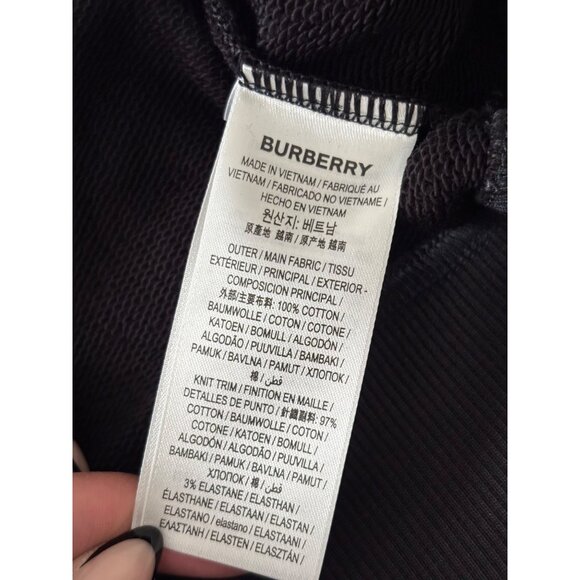 BURBERRY
MADE IN VIETNAM / FABRIQUÉ AU
VIETNAM / FABRICADO NO VIETNAME /
HECHO EN VIETNAM
원산지: 베트남
原產地 越南 / 原产地 越南
OUTER / MAIN FABRIC / TISSU
EXTÉRIEUR / PRINCIPAL / EXTERIOR -
COMPOSICION PRINCIPAL /
外部/主要布料: 100% COTTON /
BAUMWOLLE / COTON / COTONE /
KATOEN / BOMULL / ALGODÓN /
ALGODÃO / PUUVILLA / BAMBAKI /
PAMUK / BAVLNA / PAMUT / ХЛОПОК /
棉 / قطن /
KNIT TRIM / FINITION EN MAILLE /
DETALLES DE PUNTO / 針織副料: 97%
COTTON / BAUMWOLLE / COTON /
COTONE / KATOEN / BOMULL /
ALGODÓN / ALGODÃO / PUUVILLA /
BAMBAKI / PAMUK / BAVLNA / PAMUT /
ХЛОПОК / 棉 / قطن /
3% ELASTANE / ELASTHAN /
ÉLASTHANNE / ELASTAAN / ELASTAN /
ELASTANO / elastano / ELASTAANI /
ΕΛΑΣΤΑΝΗ / ELASTEN / ELASZTÁN /